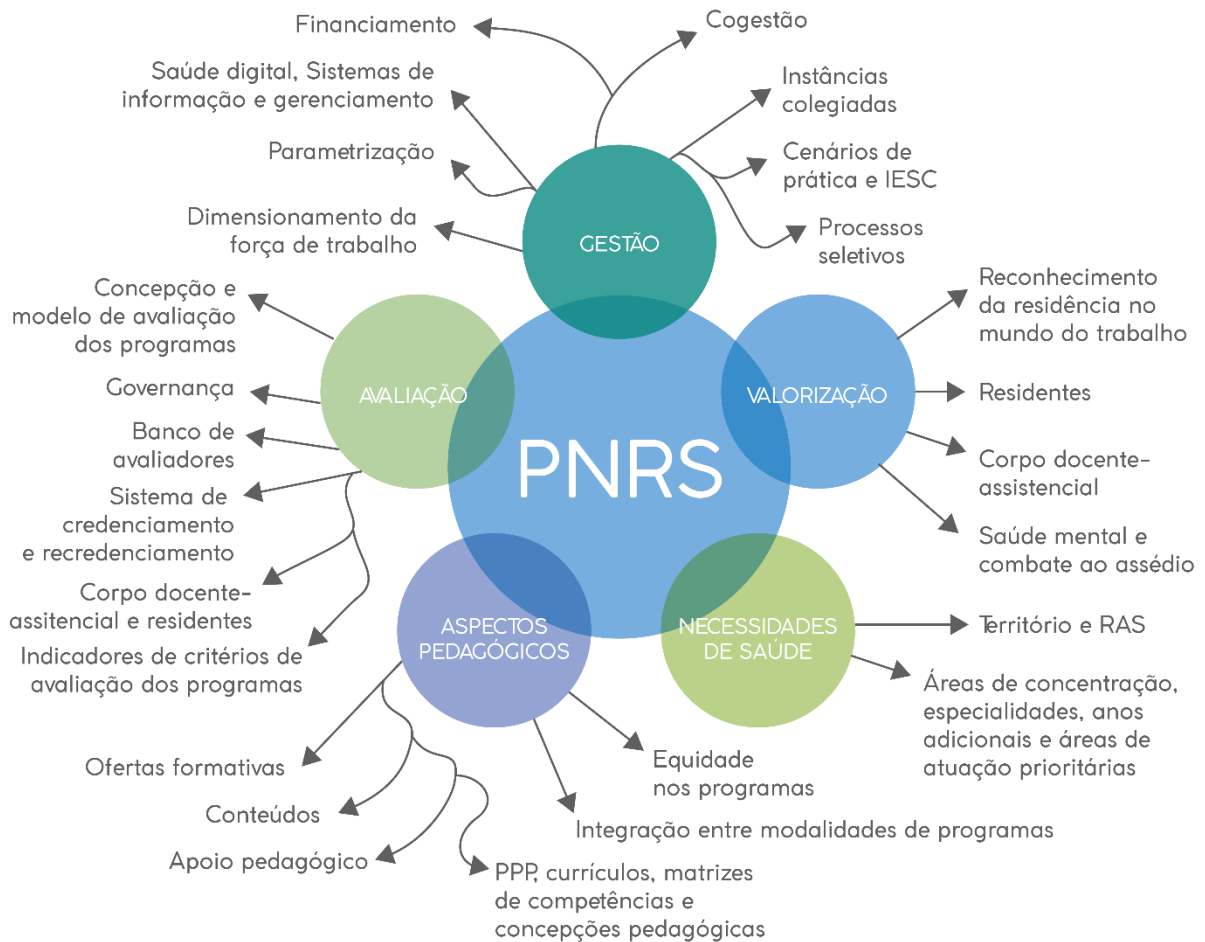 Financiamento
Cogestão
Saúde digital, Sistemas de
informação e gerenciamento
Instâncias
colegiadas
Parametrização
Cenários de
prática e IESC
Dimensionamento da
força de trabalho
Processos
seletivos
GESTÃO
Concepção e
modelo de avaliação
dos programas
Governança
Banco de
avaliadores
Sistema de
credenciamento
e recredenciamento
Corpo docente-
assitencial e residentes
Indicadores de critérios de
avaliação dos programas
AVALIAÇÃO
PNRS
VALORIZAÇÃO
Reconhecimento
da residência no
mundo do trabalho
Residentes
Corpo docente-
assistencial
Saúde mental e
combate ao assédio
ASPECTOS
PEDAGÓGICOS
NECESSIDADES
DE SAÚDE
Território e RAS
Áreas de concentração,
especialidades, anos
adicionais e áreas de
atuação prioritárias
Ofertas formativas
Conteúdos
Apoio pedagógico
PPP, currículos, matrizes
de competências e
concepções pedagógicas
Integração entre modalidades de programas
Equidade
nos programas